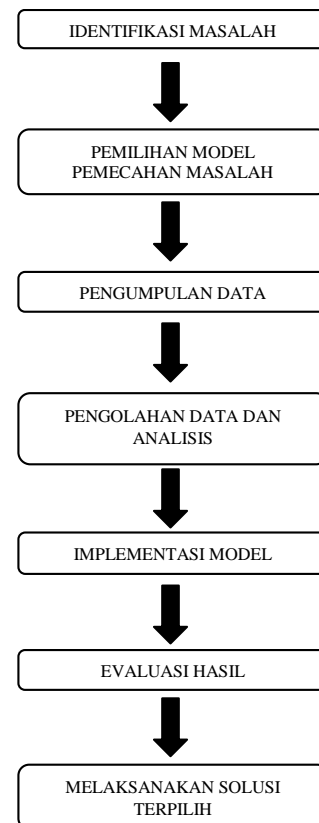 IDENTIFIKASI MASALAH
PEMILIHAN MODEL
PEMECAHAN MASALAH
PENGUMPULAN DATA
PENGOLAHAN DATA DAN
ANALISIS
IMPLEMENTASI MODEL
EVALUASI HASIL
MELAKSANAKAN SOLUSI
TERPILIH